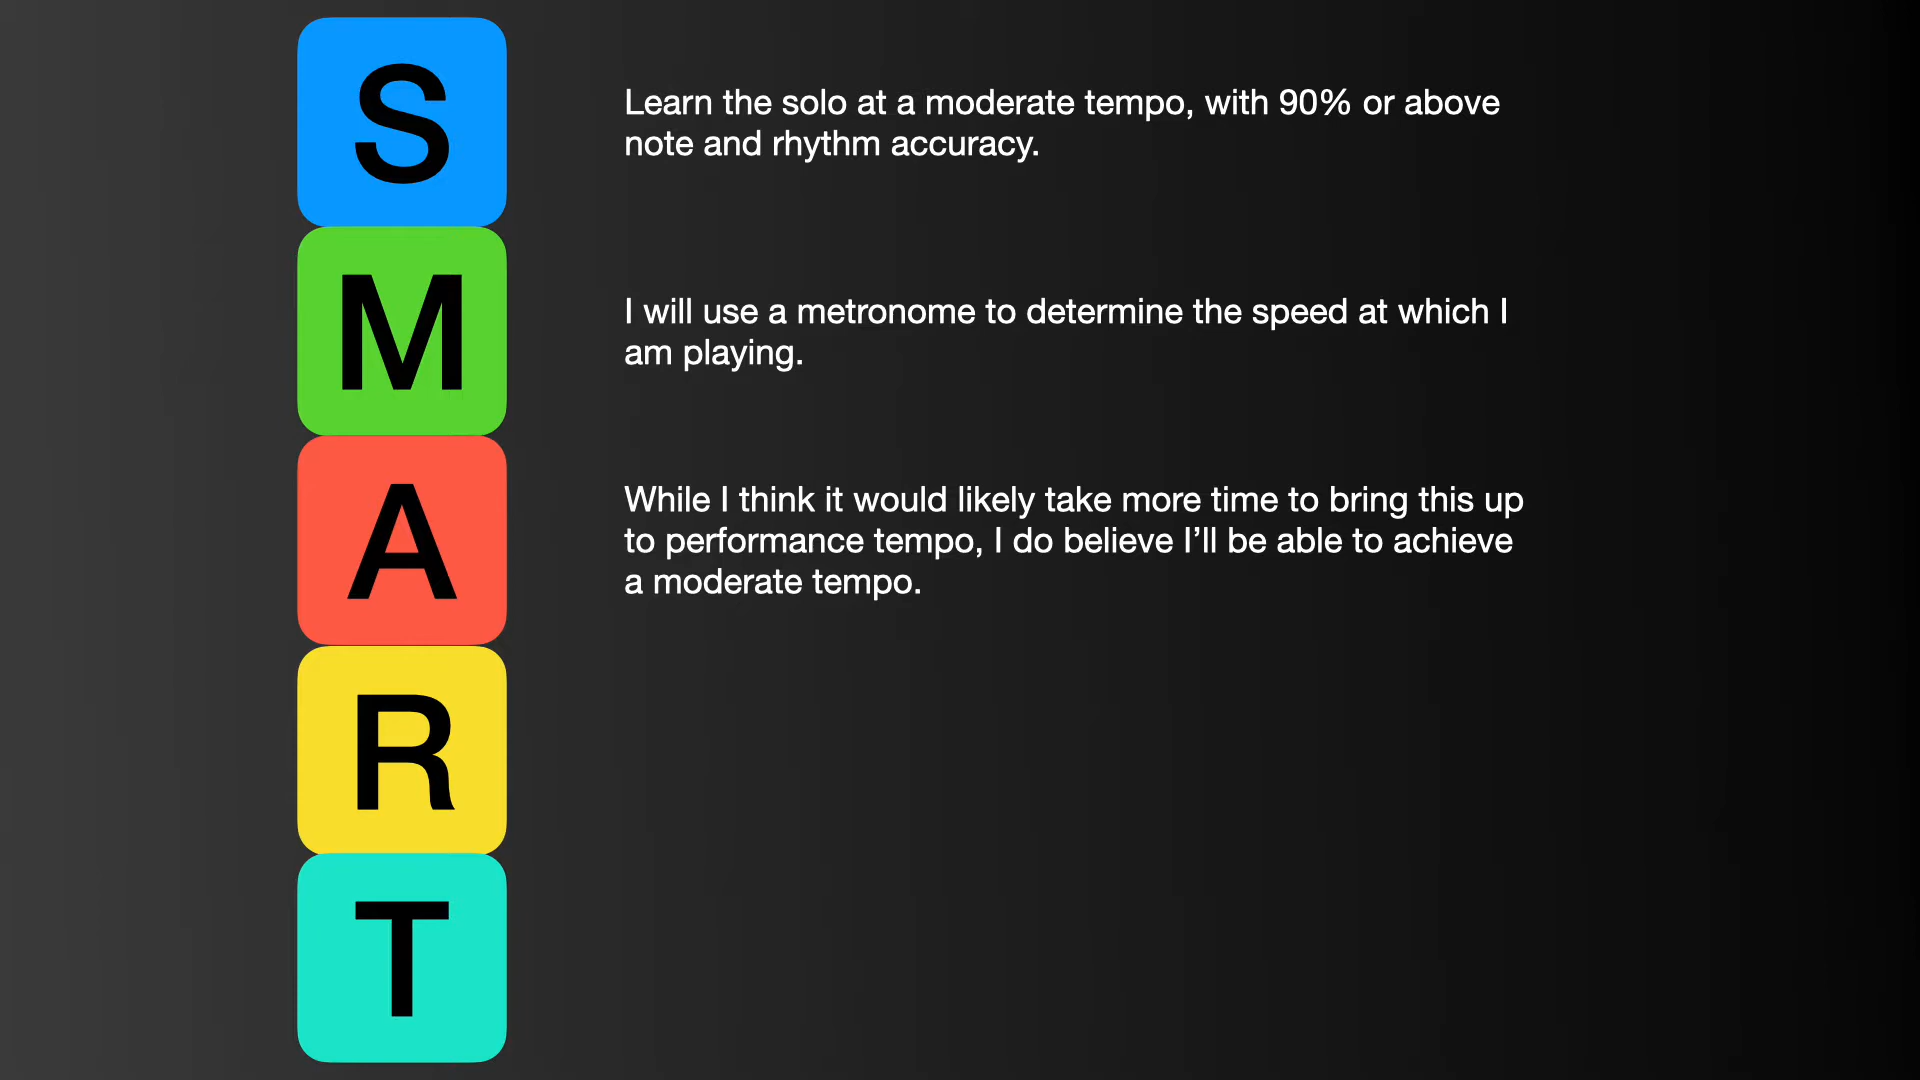 S
Learn the solo at a moderate tempo, with 90% or above
note and rhythm accuracy.
M
I will use a metronome to determine the speed at which I
am playing.
A
While I think it would likely take more time to bring this up
to performance tempo, I do believe I’ll be able to achieve
a moderate tempo.
R
T